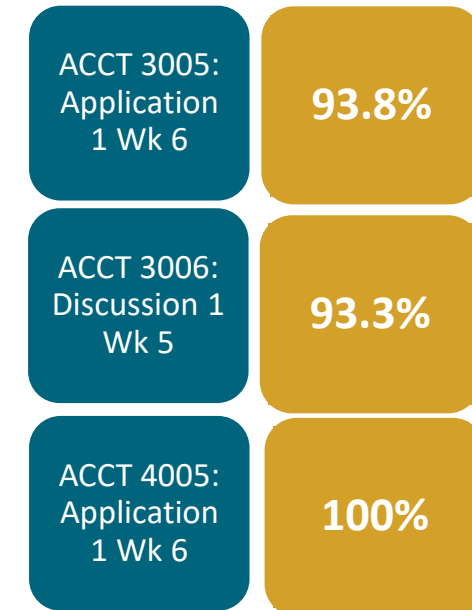 ACCT 3005:
Application
1 Wk 6
93.8%
ACCT 3006:
Discussion 1
Wk 5
93.3%
ACCT 4005:
Application
1 Wk 6
100%